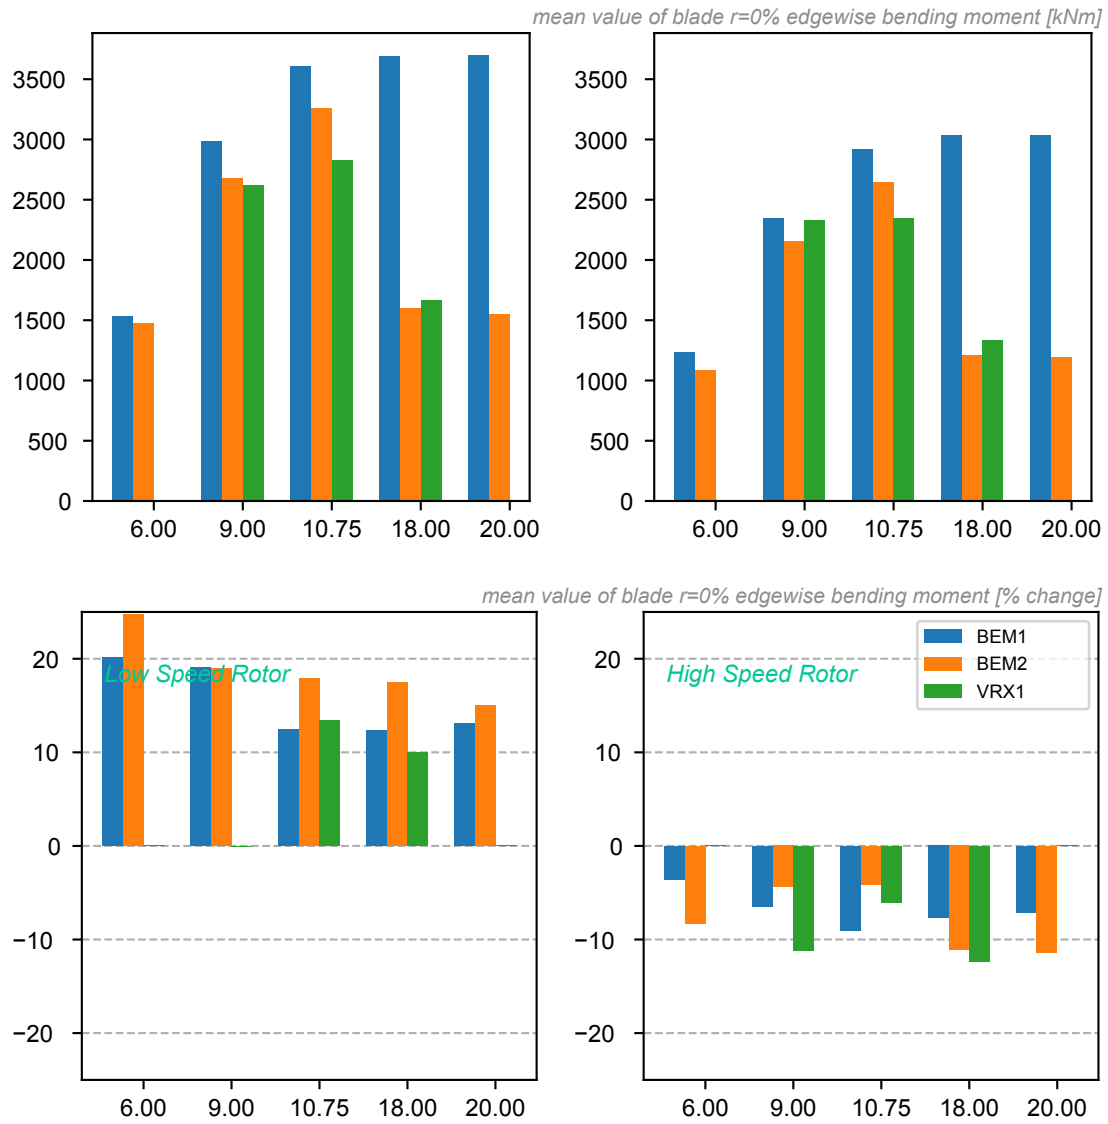 mean value of blade r=0% edgewise bending moment [kNm]
3500
3000
2500
2000
1500
1000
500
0
6.00 9.00 10.75 18.00 20.00
3500
3000
2500
2000
1500
1000
500
0
6.00 9.00 10.75 18.00 20.00
mean value of blade r=0% edgewise bending moment [% change]
20
10
0
−10
−20
Low Speed Rotor
6.00 9.00 10.75 18.00 20.00
20
10
0
−10
−20
High Speed Rotor
BEM1
BEM2
VRX1
6.00 9.00 10.75 18.00 20.00